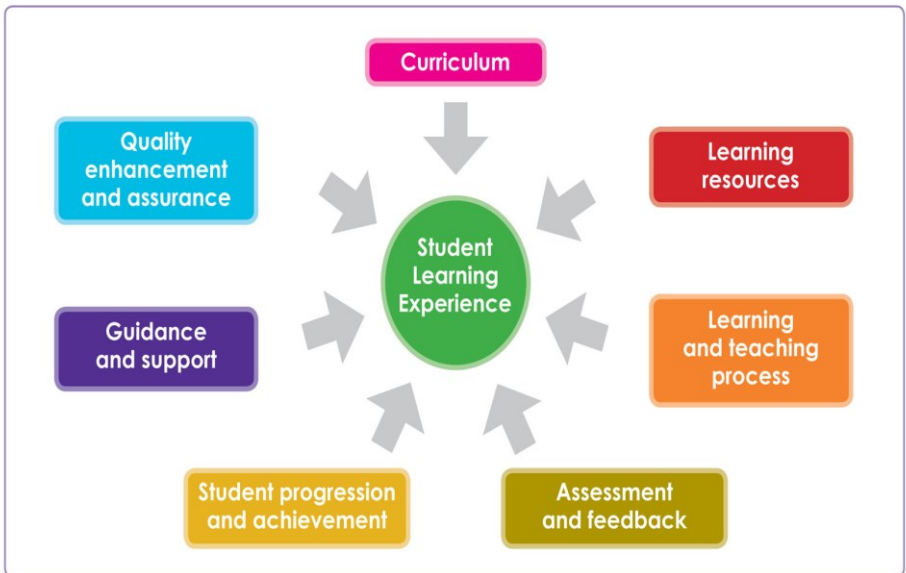 Curriculum
Quality
enhancement
and assurance
Learning
resources
Student
Learning
Experience
Guidance
and support
Learning
and teaching
process
Student progression
and achievement
Assessment
and feedback